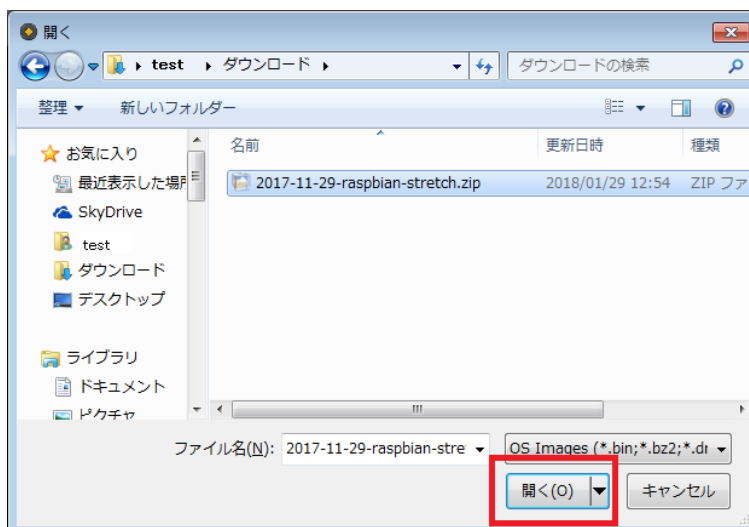 開く
test ダウンロード ダウンロードの検索
整理 新しいフォルダー
お気に入り
最近表示した場所
SkyDrive
test
ダウンロード
デスクトップ
ライブラリ
ドキュメント
ピクチャ
名前 更新日時 種類
2017-11-29-raspbian-stretch.zip 2018/01/29 12:54 ZIP ファ
ファイル名(N): 2017-11-29-raspbian-stre OS Images (*.bin;*.bz2;*.dr
開く(O) キャンセル